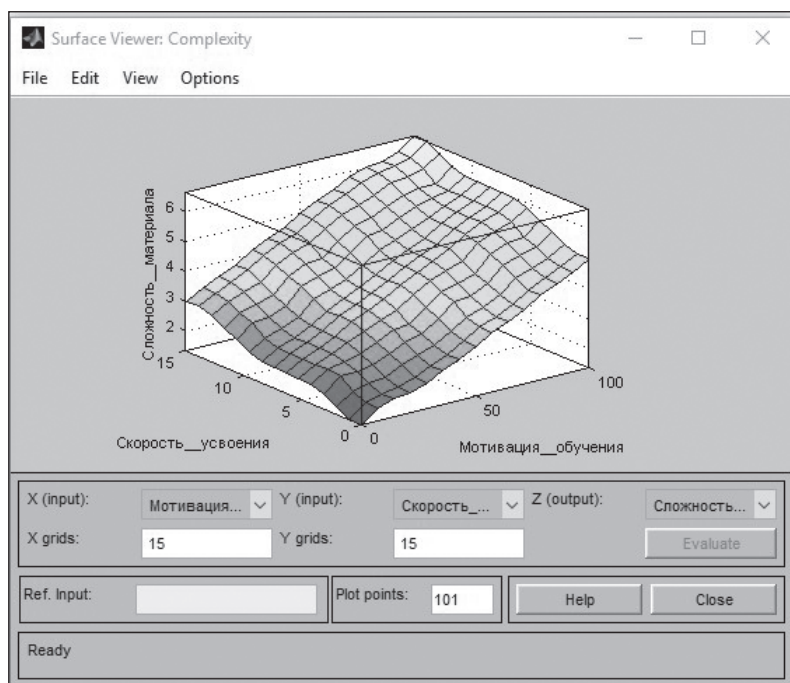 Surface Viewer: Complexity
File Edit View Options
Сложность__материала
6
5
4
3
2
15
10
5
0
0
50
100
Скорость__усвоения
Мотивация__обучения
X (input): Мотивация... Y (input): Скорость_... Z (output): Сложность...
X grids: 15 Y grids: 15 Evaluate
Ref. Input: Plot points: 101 Help Close
Ready